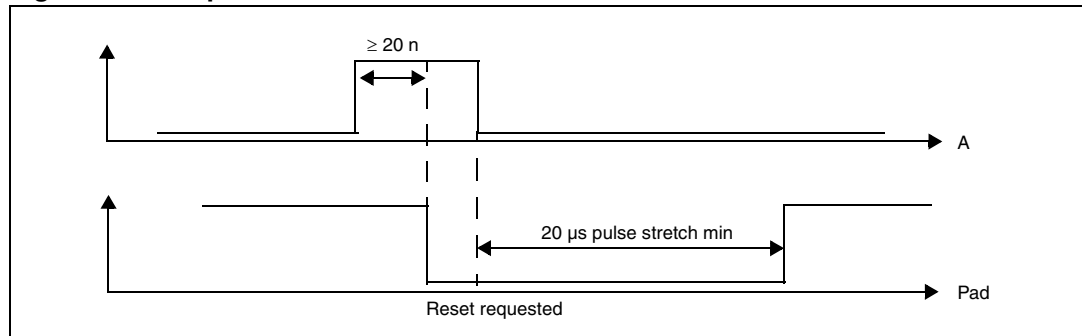 ≥ 20 n
A
20 µs pulse stretch min
Pad
Reset requested